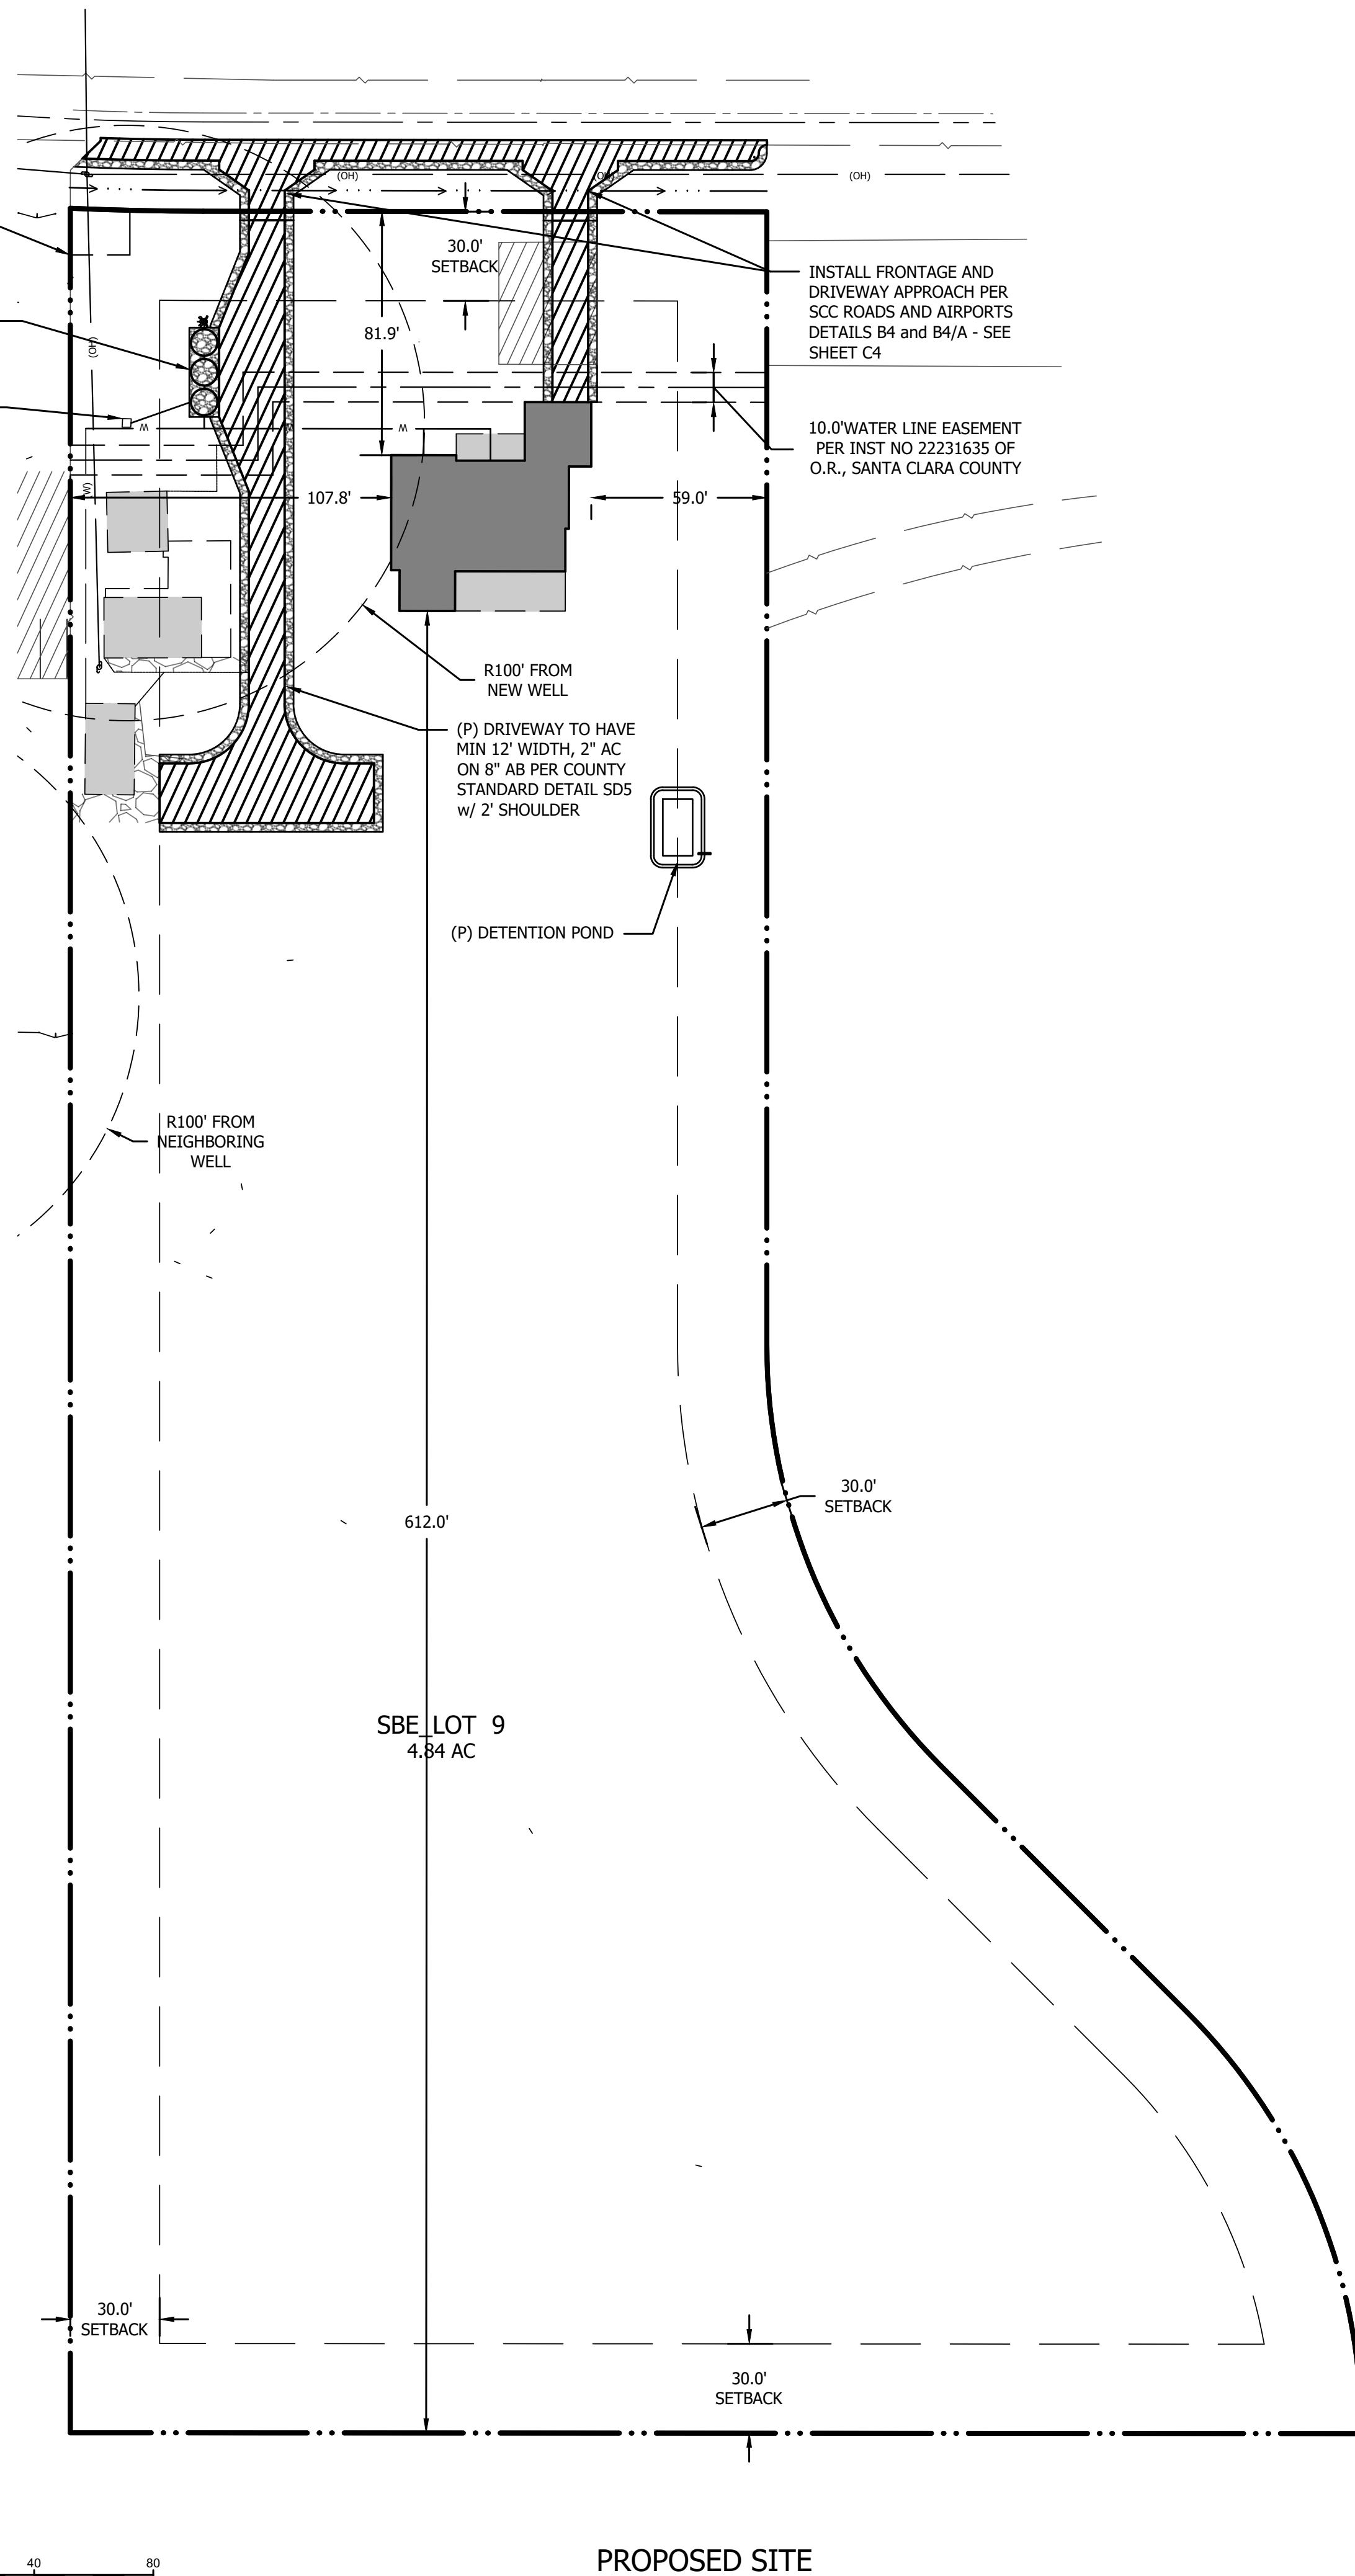 (OH)
(OH)
(OH)
30.0'
SETBACK
INSTALL FRONTAGE AND
DRIVEWAY APPROACH PER
SCC ROADS AND AIRPORTS
DETAILS B4 and B4/A - SEE
SHEET C4
81.9'
(OH)
10.0'WATER LINE EASEMENT
PER INST NO 22231635 OF
O.R., SANTA CLARA COUNTY
W
W
(W)
107.8'
59.0'
R100' FROM
NEW WELL
(P) DRIVEWAY TO HAVE
MIN 12' WIDTH, 2" AC
ON 8" AB PER COUNTY
STANDARD DETAIL SD5
w/ 2' SHOULDER
(P) DETENTION POND
R100' FROM
NEIGHBORING
WELL
30.0'
SETBACK
612.0'
SBE_LOT 9
4.84 AC
30.0'
SETBACK
30.0'
SETBACK
PROPOSED SITE
40
80